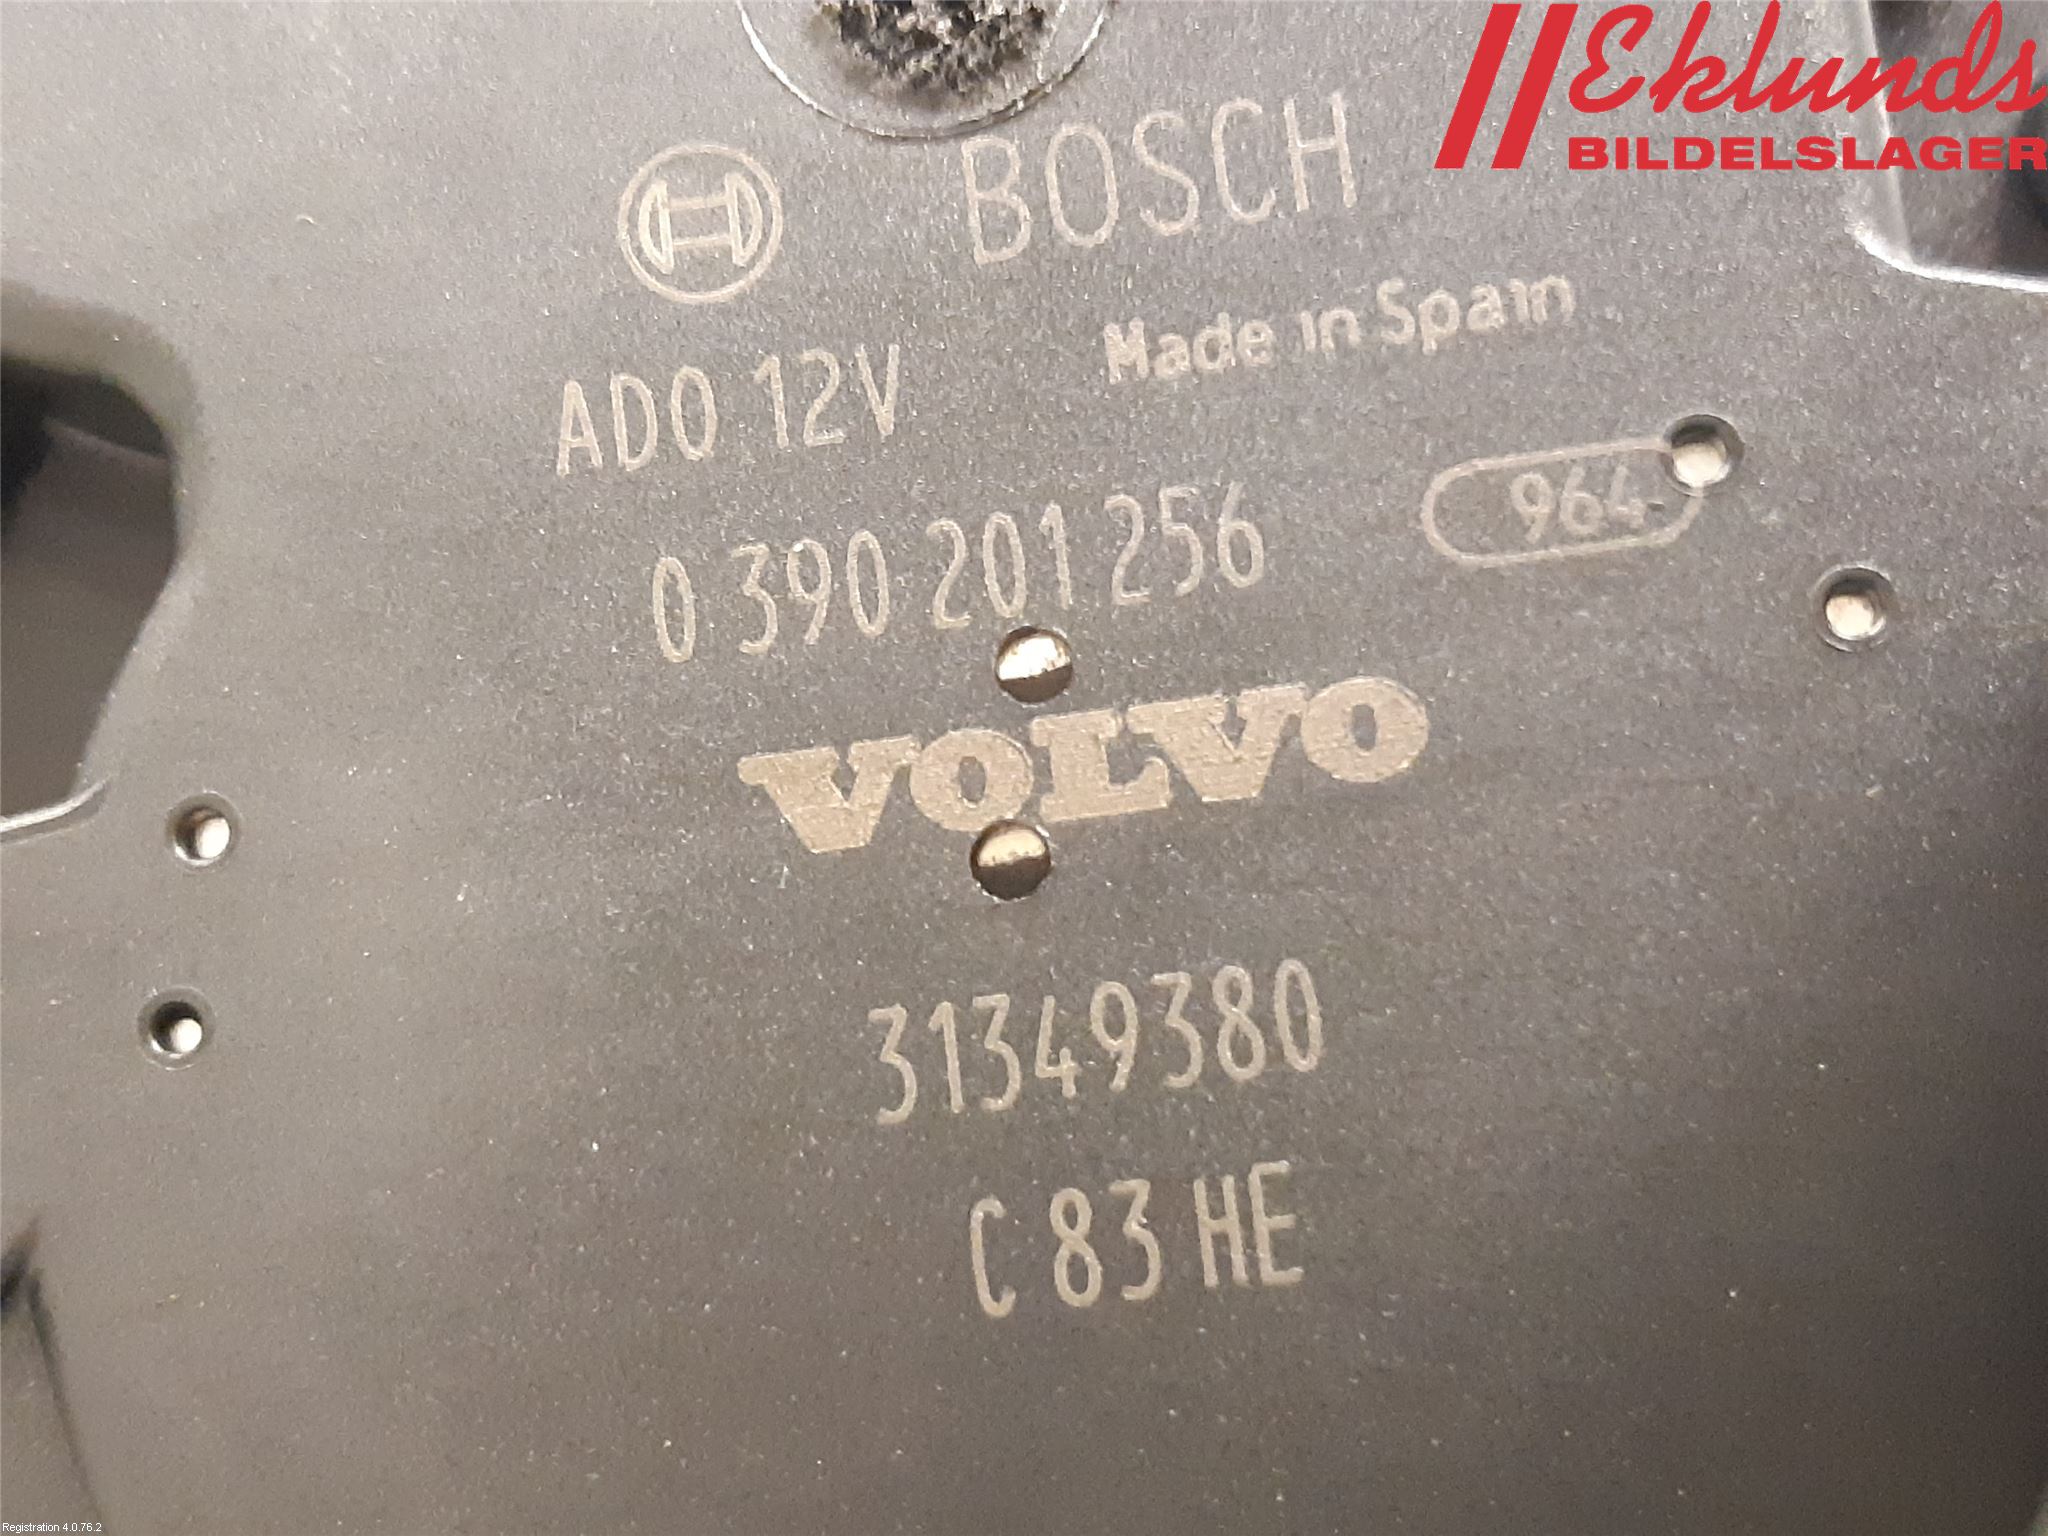 Eklunds
BILDELSLAGER
BOSCH
Made in Spain
ADO 12V
964
0 390 201 256
VOLVO
31349380
C 83 HE
Registration 4.0.76.2